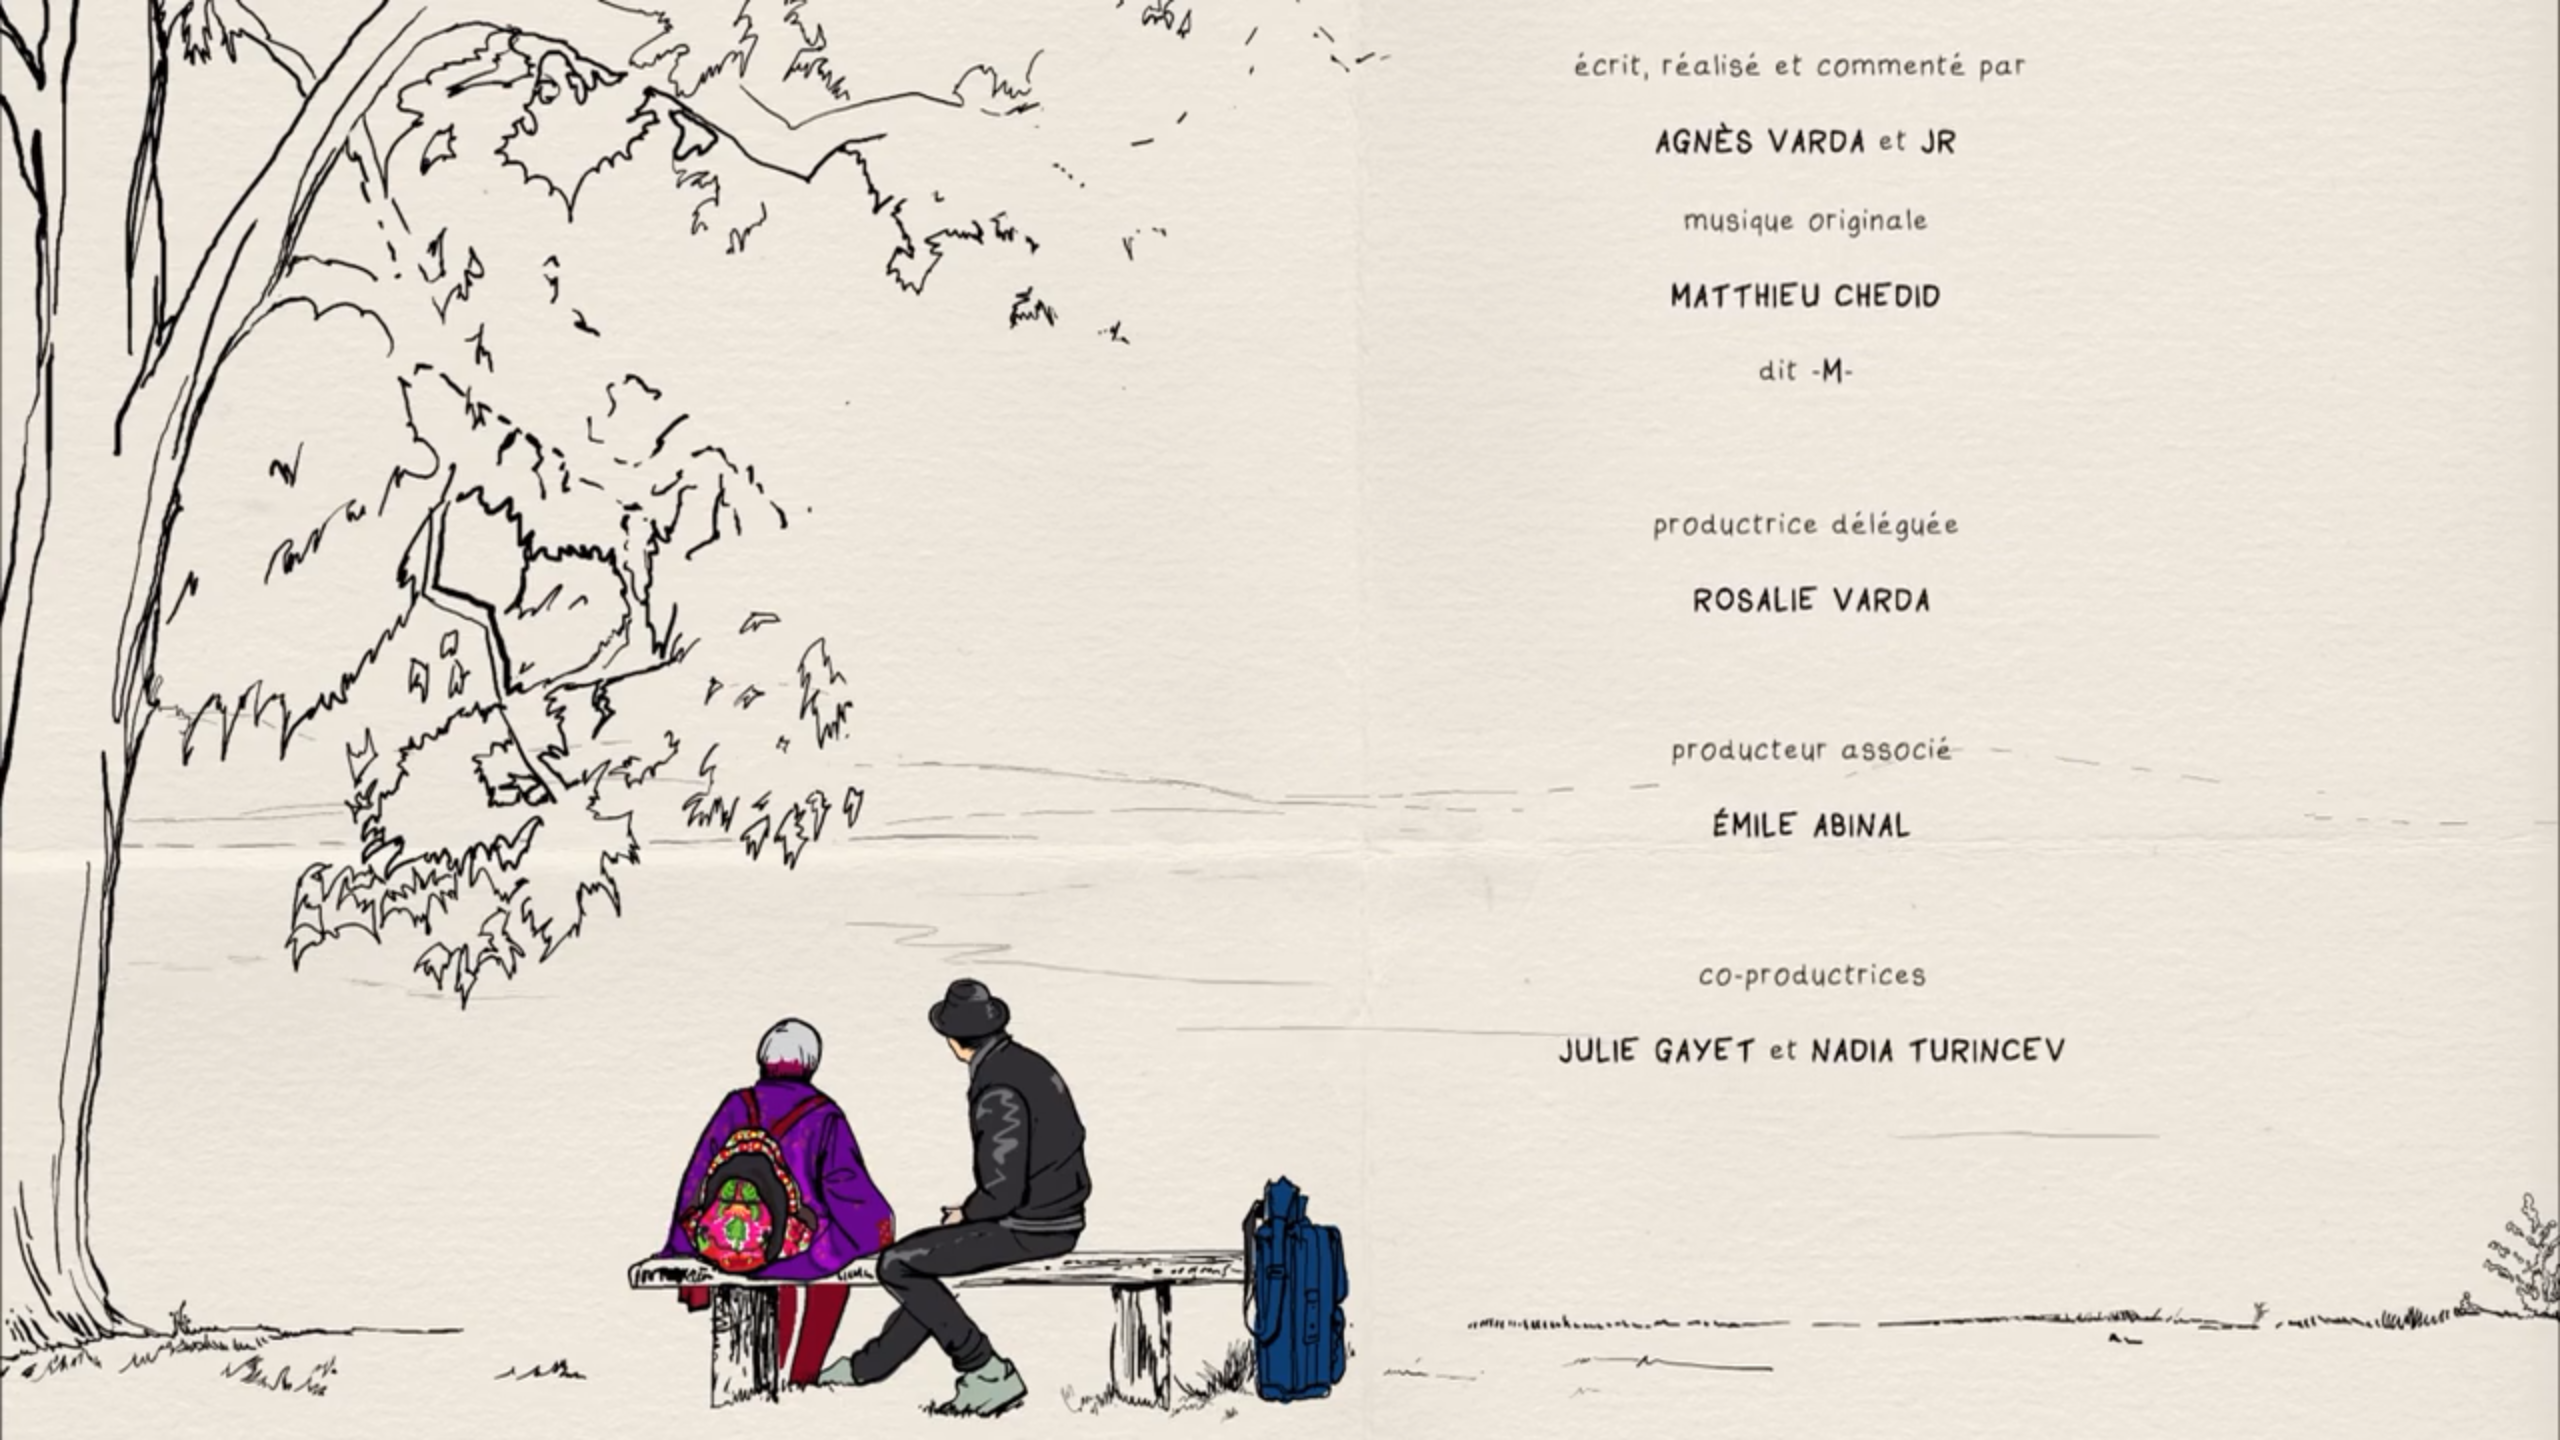 écrit, réalisé et commenté par
AGNÈS VARDA et JR
musique originale
MATTHIEU CHEDID
dit -M-
productrice déléguée
ROSALIE VARDA
producteur associé
ÉMILE ABINAL
co-productrices
JULIE GAYET et NADIA TURINCEV